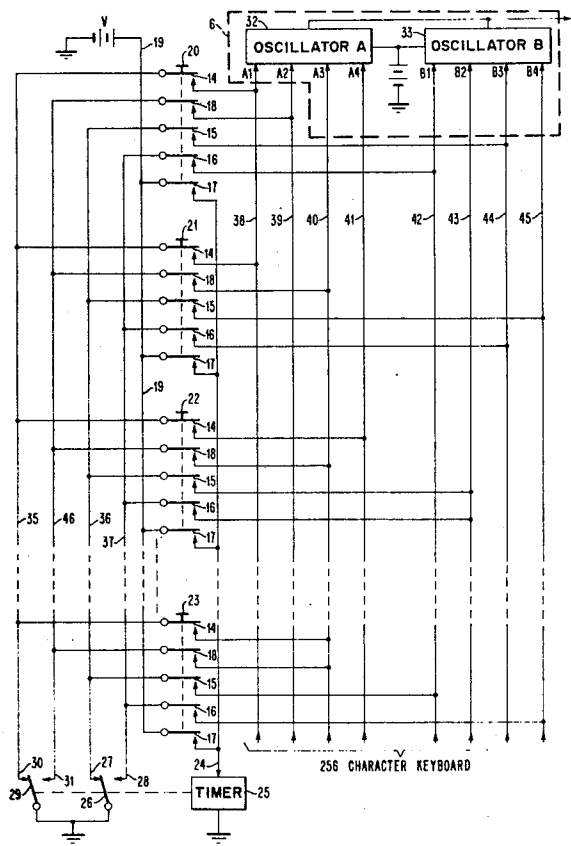 V 19 6 32 33
20 OSCILLATOR A OSCILLATOR B
14 A1 A2 A3 A4 B1 B2 B3 B4
18
15
16
17
38 39 40 41 42 43 44 45
21
14
18
15
16
17
19
22
14
18
15
16
35 46 36 37 17
23
14
18
15
16
17
24
256 CHARACTER KEYBOARD
30 31 27 28
29 26 TIMER 25